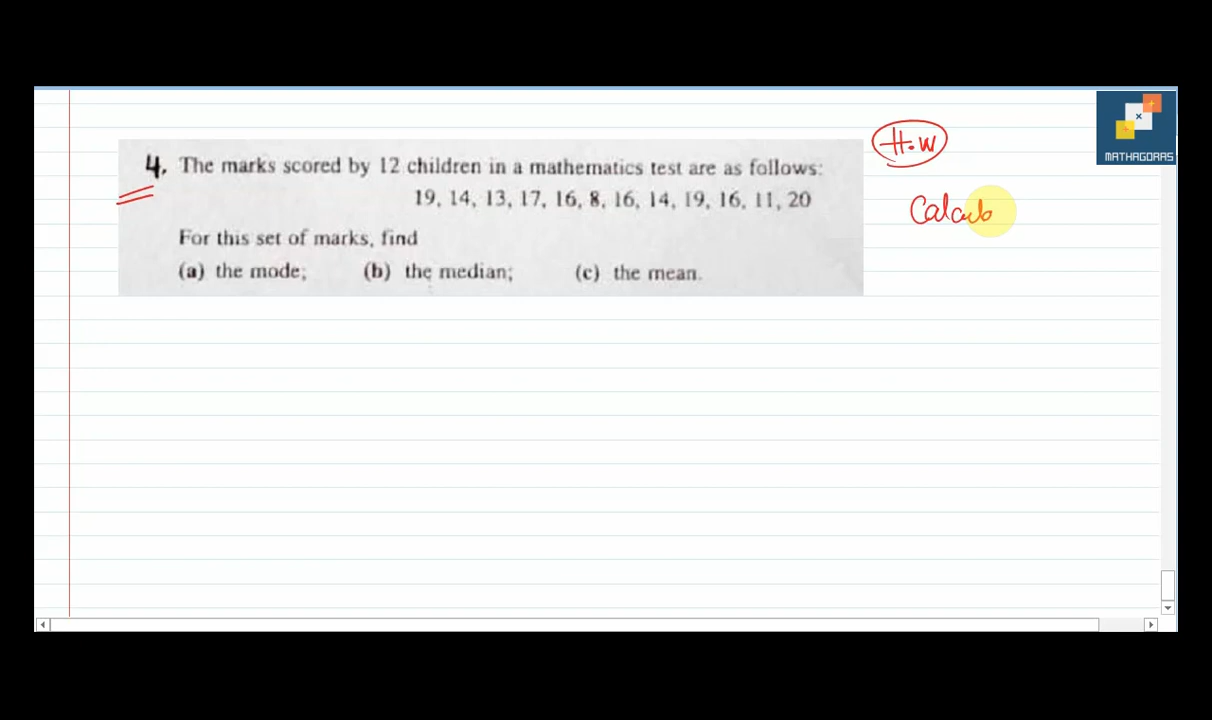 4. The marks scored by 12 children in a mathematics test are as follows:
19, 14, 13, 17, 16, 8, 16, 14, 19, 16, 11, 20
For this set of marks, find
(a) the mode; (b) the median; (c) the mean.
H.W
Calculo
MATHAGORAS